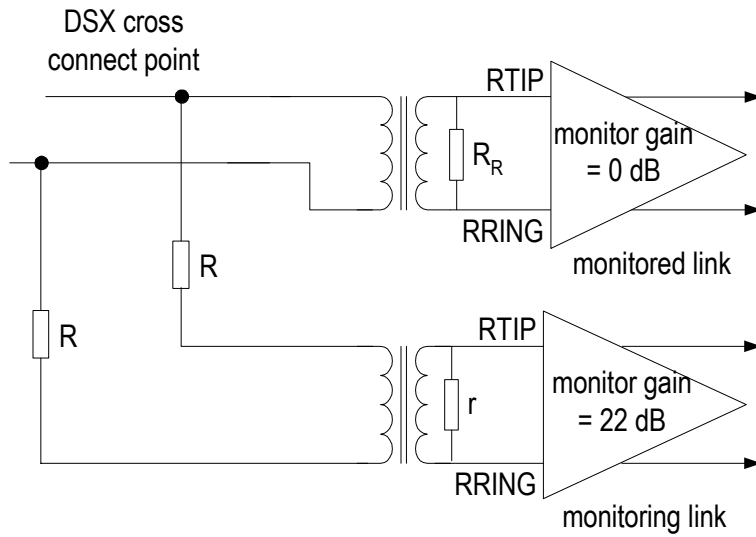 DSX cross
connect point
RTIP
monitor gain
= 0 dB
R
R
RRING
monitored link
R
R
RTIP
monitor gain
= 22 dB
r
RRING
monitoring link